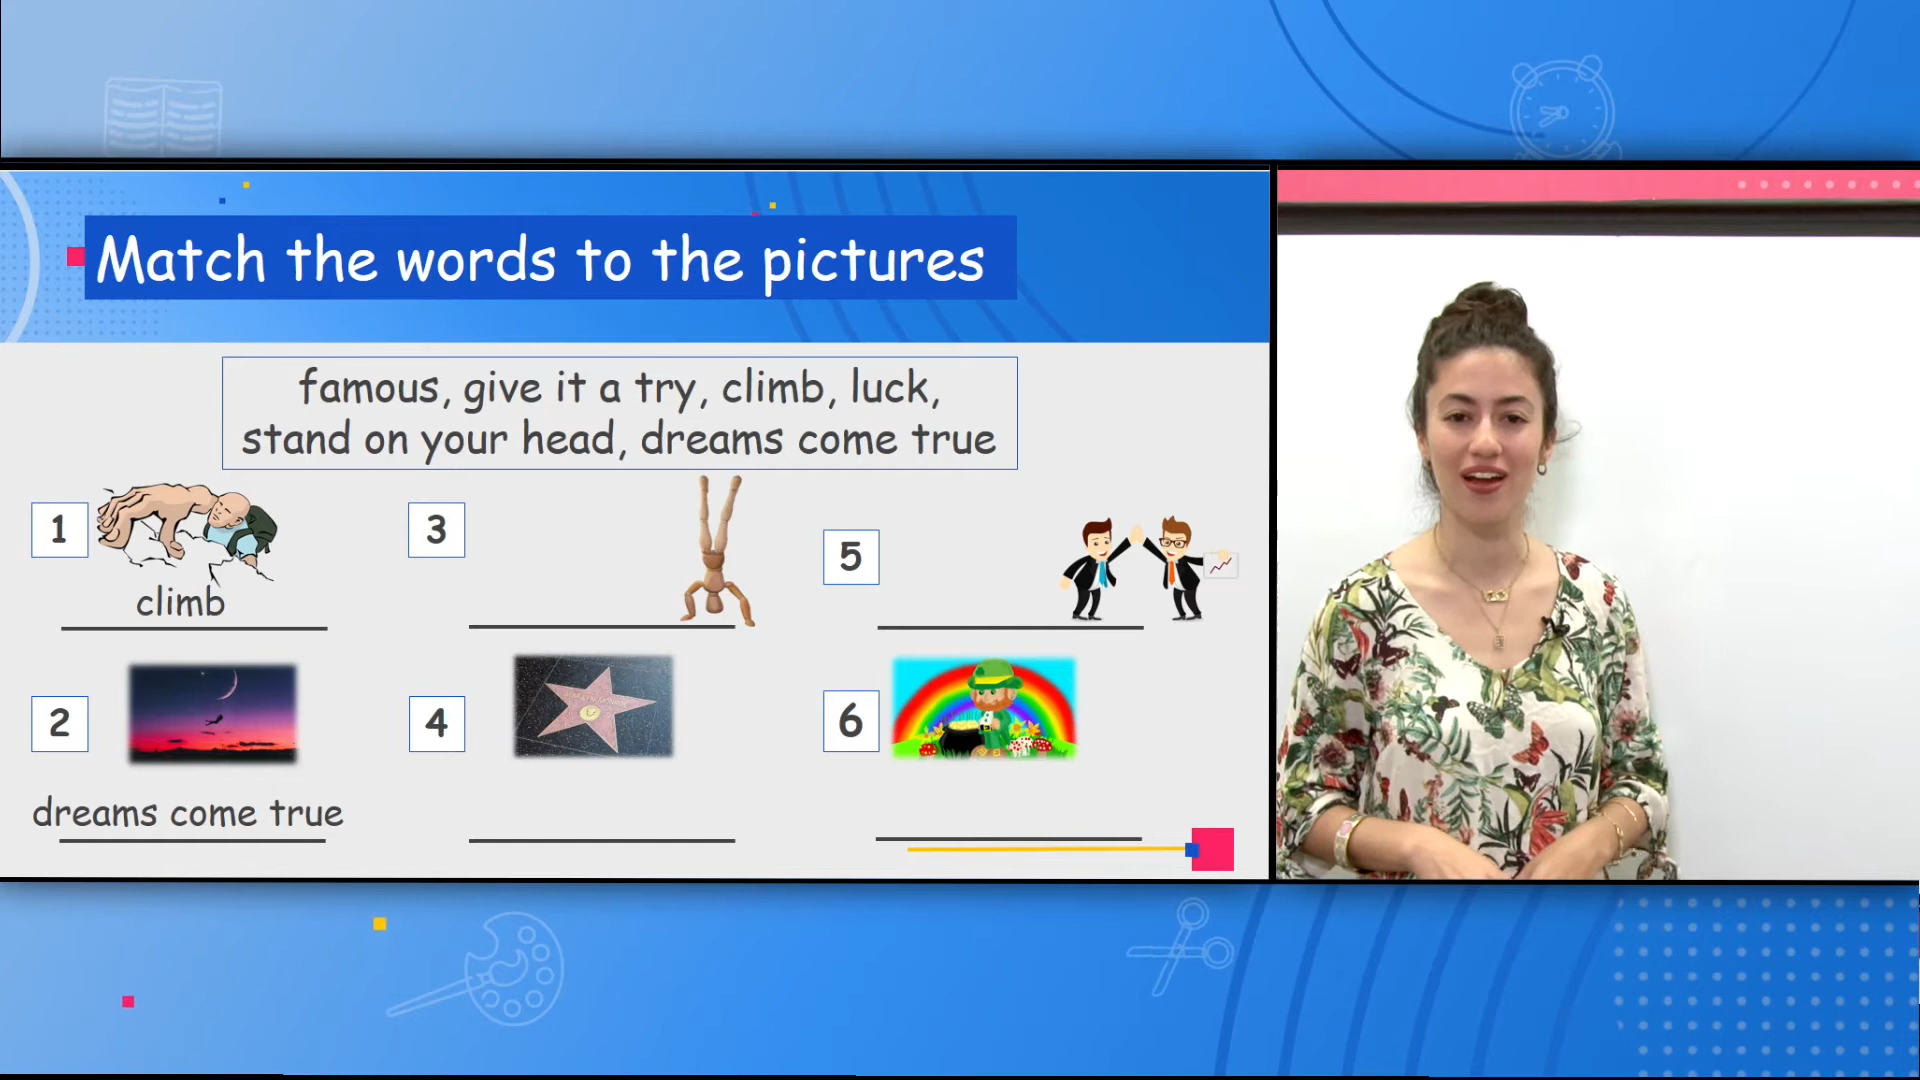 Match the words to the pictures
famous, give it a try, climb, luck,
stand on your head, dreams come true
1
climb
3
5
2
dreams come true
4
6